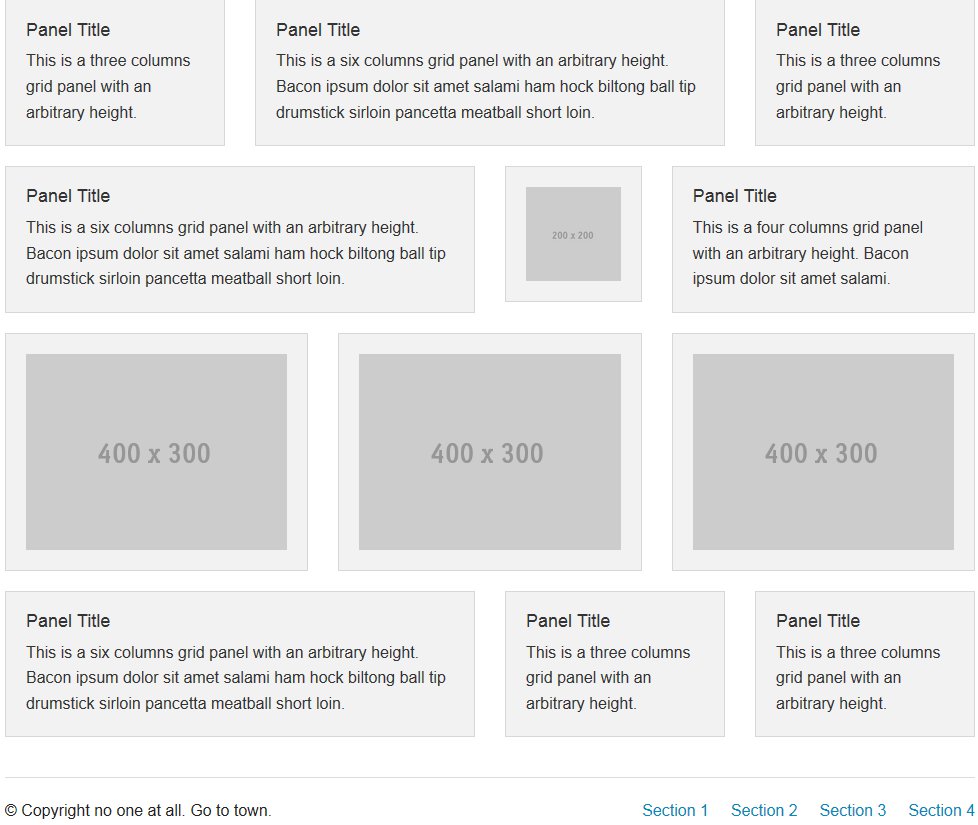 Panel Title
This is a three columns
grid panel with an
arbitrary height.
Panel Title
This is a six columns grid panel with an arbitrary height.
Bacon ipsum dolor sit amet salami ham hock biltong ball tip
drumstick sirloin pancetta meatball short loin.
Panel Title
This is a three columns
grid panel with an
arbitrary height.
Panel Title
This is a six columns grid panel with an arbitrary height.
Bacon ipsum dolor sit amet salami ham hock biltong ball tip
drumstick sirloin pancetta meatball short loin.
200 x 200
Panel Title
This is a four columns grid panel
with an arbitrary height. Bacon
ipsum dolor sit amet salami.
400 x 300
400 x 300
400 x 300
Panel Title
This is a six columns grid panel with an arbitrary height.
Bacon ipsum dolor sit amet salami ham hock biltong ball tip
drumstick sirloin pancetta meatball short loin.
Panel Title
This is a three columns
grid panel with an
arbitrary height.
Panel Title
This is a three columns
grid panel with an
arbitrary height.
© Copyright no one at all. Go to town.
Section 1 Section 2 Section 3 Section 4